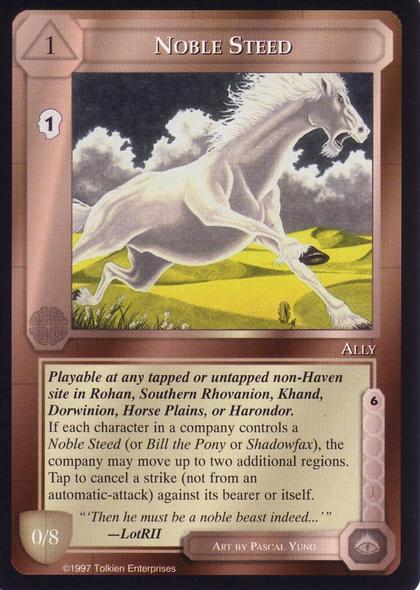 1
NOBLE STEED
1
ALLY
Playable at any tapped or untapped non-Haven
site in Rohan, Southern Rhovanion, Khand,
Dorwinion, Horse Plains, or Harondor.
If each character in a company controls a
Noble Steed (or Bill the Pony or Shadowfax), the
company may move up to two additional regions.
Tap to cancel a strike (not from an
automatic-attack) against its bearer or itself.
"'Then he must be a noble beast indeed...'"
—LotRII
6
1
0/8
ART BY PASCAL YUNG
©1997 Tolkien Enterprises